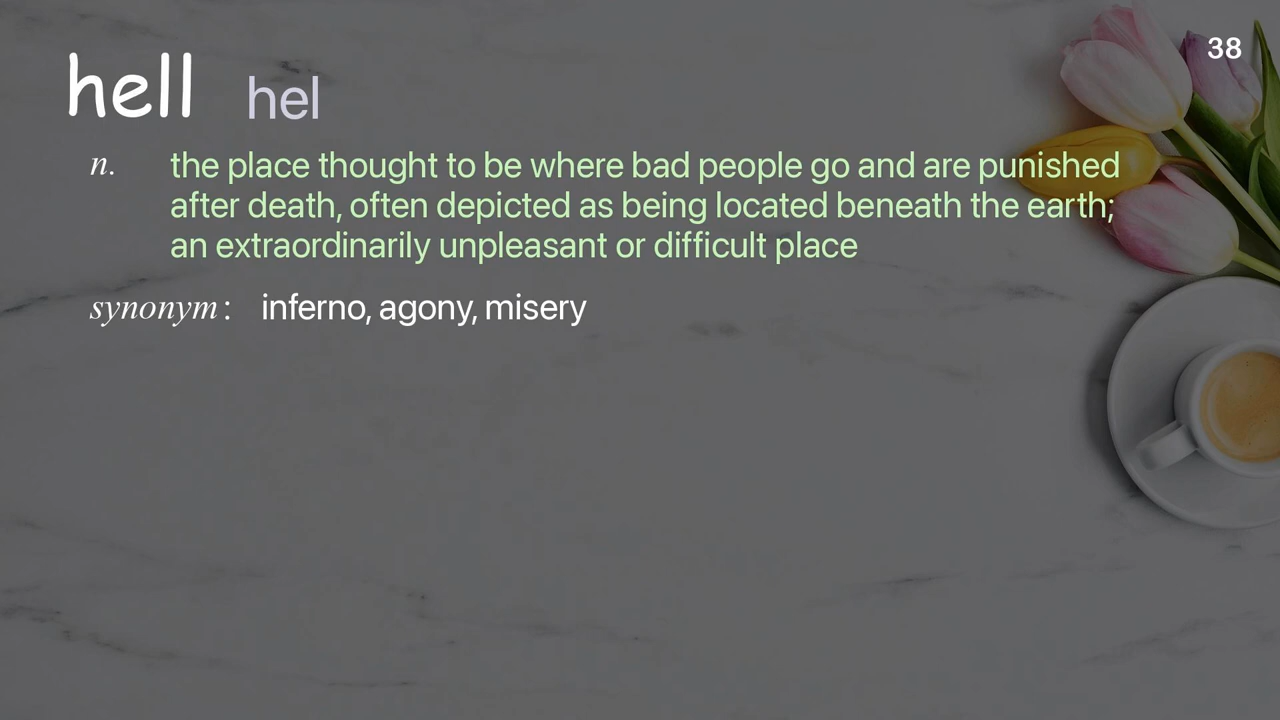 38
hell hel
n. the place thought to be where bad people go and are punished
after death, often depicted as being located beneath the earth;
an extraordinarily unpleasant or difficult place
synonym: inferno, agony, misery